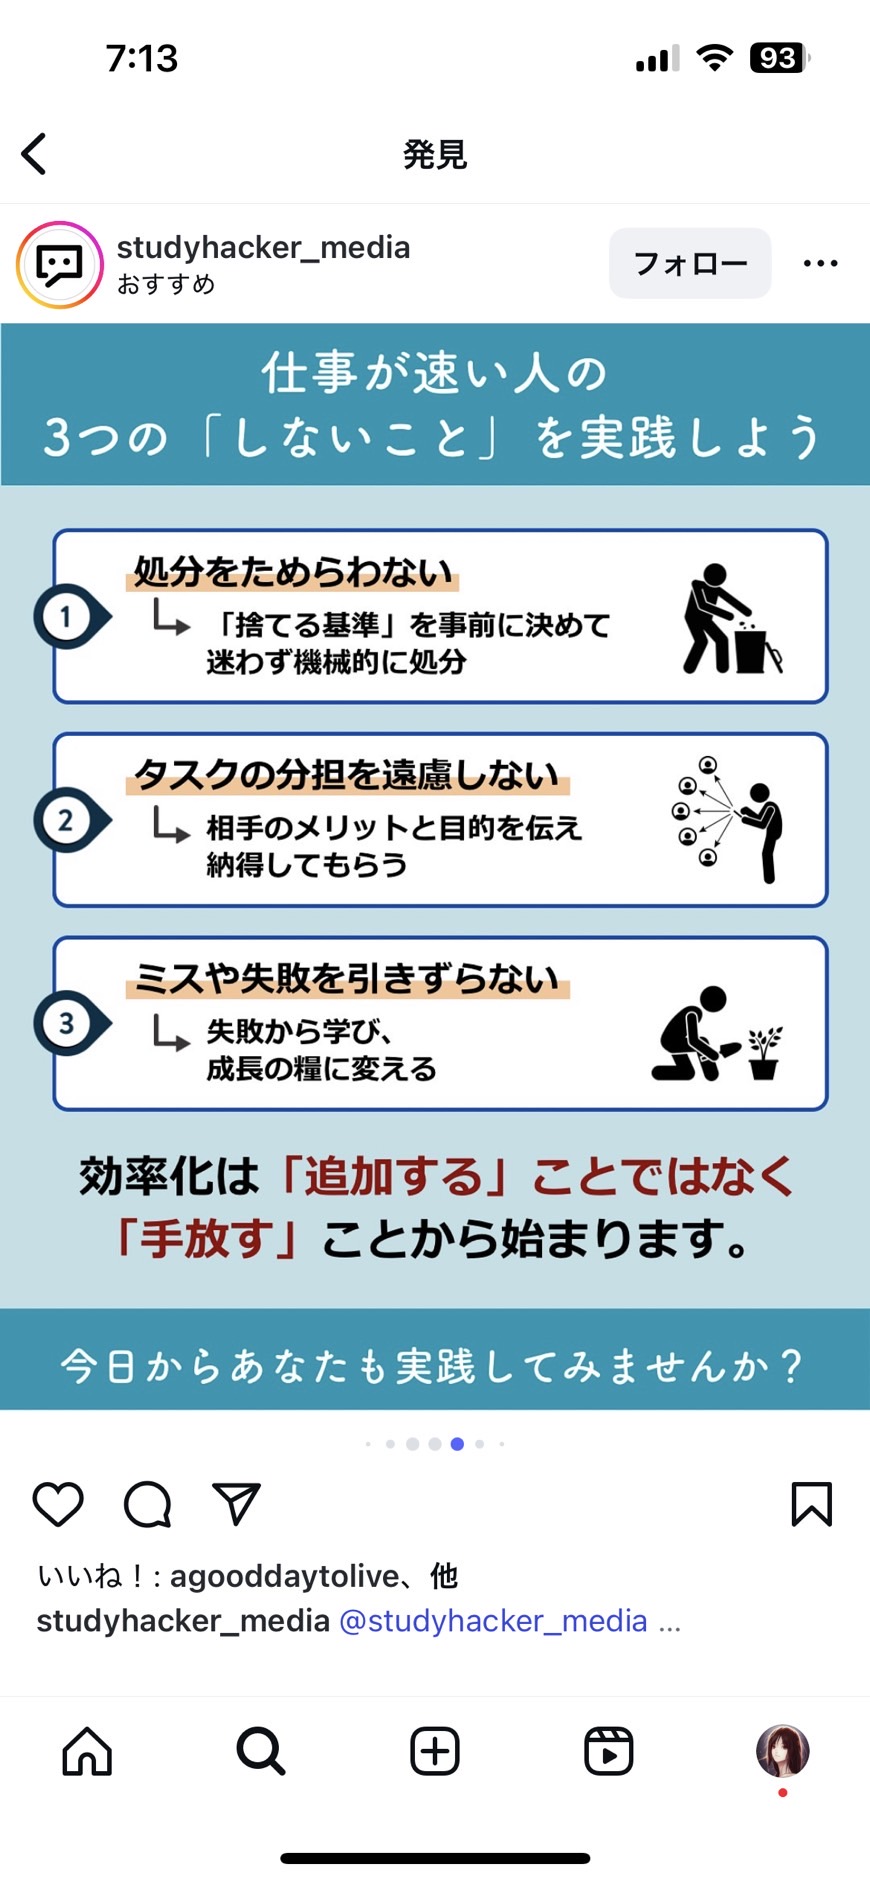 7:13
93
発見
studyhacker_media
おすすめ
フォロー
仕事が速い人の
3つの「しないこと」を実践しよう
1
処分をためらわない
「捨てる基準」を事前に決めて
迷わず機械的に処分
2
タスクの分担を遠慮しない
相手のメリットと目的を伝え
納得してもらう
3
ミスや失敗を引きずらない
失敗から学び、
成長の糧に変える
効率化は「追加する」ことではなく
「手放す」ことから始まります。
今日からあなたも実践してみませんか？
いいね！: agooddaytolive、他
studyhacker_media @studyhacker_media ...